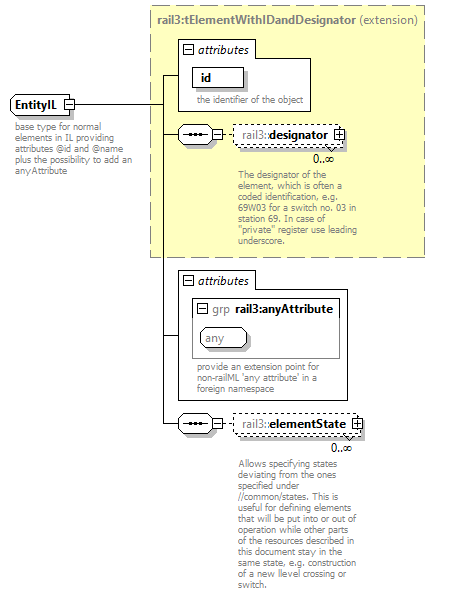 rail3:tElementWithIDandDesignator (extension)
attributes
id
the identifier of the object
EntityIL
base type for normal
elements in IL providing
attributes @id and @name
plus the possibility to add an
anyAttribute
rail3::designator
0..∞
The designator of the
element, which is often a
coded identification, e.g.
69W03 for a switch no. 03 in
station 69. In case of
"private" register use leading
underscore.
attributes
grp rail3:anyAttribute
any
provide an extension point for
non-railML 'any attribute' in a
foreign namespace
rail3::elementState
0..∞
Allows specifying states
deviating from the ones
specified under
//common/states. This is
useful for defining elements
that will be put into or out of
operation while other parts
of the resources described in
this document stay in the
same state, e.g. construction
of a new llevel crossing or
switch.